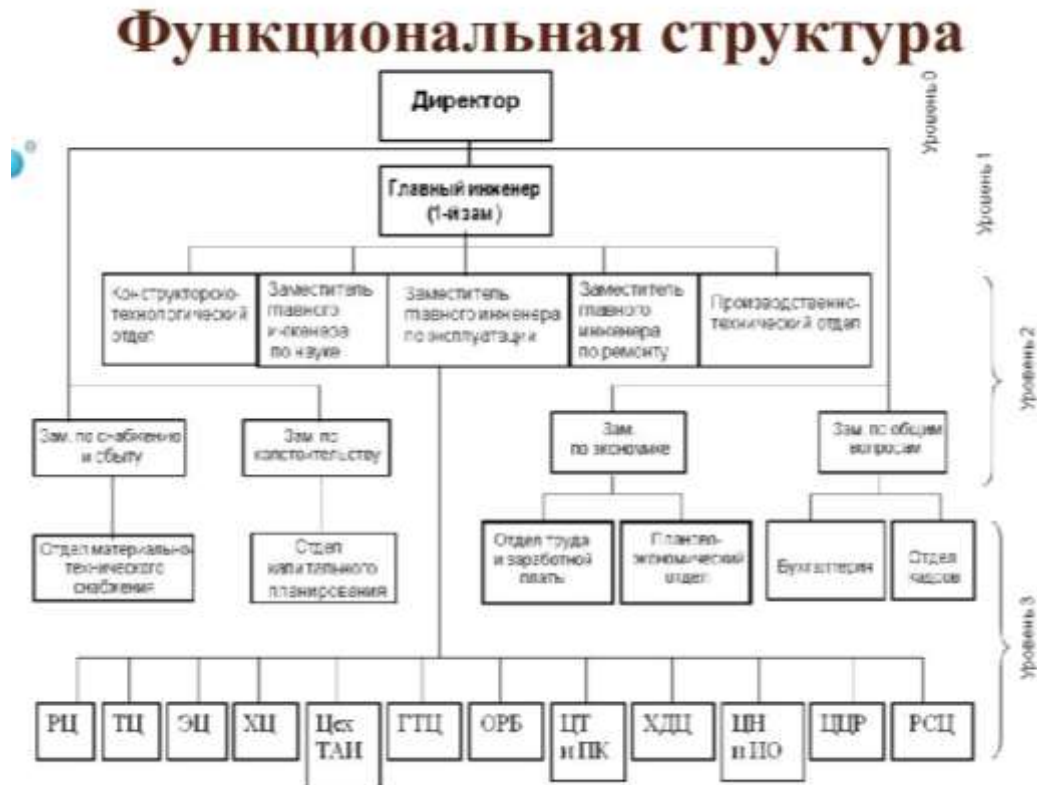 Функциональная структура
Директор
Уровень 0
Главный инженер
(1-й зам)
Уровень 1
Конструкторско-
технологический
отдел
Заместитель
главного
инженера
по науке
Заместитель
главного инженера
по эксплуатации
Заместитель
главного
инженера
по ремонту
Производственно-
технический отдел
Уровень 2
Зам. по снабжению
и сбыту
Зам. по
Зам.
по экономике
Зам. по общим
вопросам
Отдел материально-
технического
снабжения
Отдел
капитального
планирования
Отдел труда
и заработной
платы
Планово-
экономический
отдел
Бухгалтерия
Отдел
кадров
Уровень 3
РЦ
ТЦ
ЭЦ
ХЦ
Цех
ТАИ
ГТЦ
ОРБ
ЦТ
и ПК
ХДЦ
ЦН
и ИО
ЦЦР
РСЦ